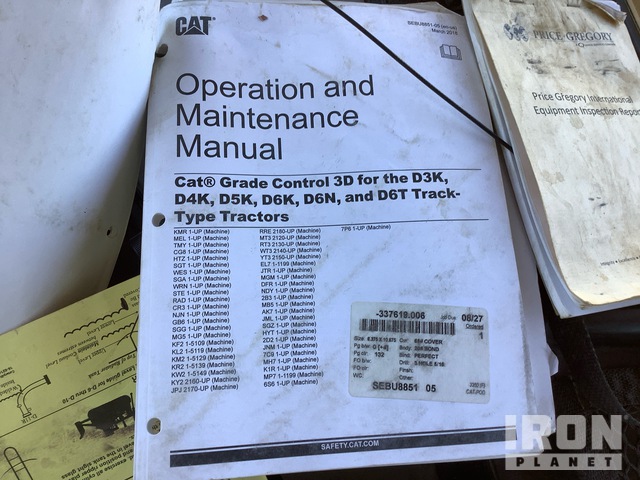 CAT
SEBU8851-05 (en-us)
March 2016
Operation and
Maintenance
Manual
Cat® Grade Control 3D for the D3K,
D4K, D5K, D6K, D6N, and D6T Track-
Type Tractors
KMR 1-UP (Machine)
MEL 1-UP (Machine)
TMY 1-UP (Machine)
CG8 1-UP (Machine)
HTZ 1-UP (Machine)
SGT 1-UP (Machine)
WES 1-UP (Machine)
SGA 1-UP (Machine)
WRN 1-UP (Machine)
STE 1-UP (Machine)
RAD 1-UP (Machine)
CR3 1-UP (Machine)
NJN 1-UP (Machine)
GB6 1-UP (Machine)
SGG 1-UP (Machine)
MG5 1-UP (Machine)
KF2 1-5109 (Machine)
KL2 1-5119 (Machine)
KM2 1-5129 (Machine)
KR2 1-5139 (Machine)
KW2 1-5149 (Machine)
KY2 2160-UP (Machine)
JPJ 2170-UP (Machine)
RRE 2180-UP (Machine)
MT3 2120-UP (Machine)
RT3 2130-UP (Machine)
WT3 2140-UP (Machine)
YT3 2150-UP (Machine)
EL7 1-1199 (Machine)
JTR 1-UP (Machine)
MGM 1-UP (Machine)
DFR 1-UP (Machine)
NDY 1-UP (Machine)
2B3 1-UP (Machine)
MB5 1-UP (Machine)
AK7 1-UP (Machine)
JML 1-UP (Machine)
SGZ 1-UP (Machine)
HYT 1-UP (Machine)
2D2 1-UP (Machine)
JNM 1-UP (Machine)
7C9 1-UP (Machine)
MH7 1-UP (Machine)
K1R 1-UP (Machine)
MP7 1-1199 (Machine)
6S6 1-UP (Machine)
7P6 1-UP (Machine)
-337618.006
Job Due 08/27
Ordered
1
102
COVER
BOND
PERFECT
SEBU8851 05
CAT-POD
SAFETY.CAT.COM
PRICE GREGORY
Price Gregory International
Equipment Inspection Report
IRON
PLANET